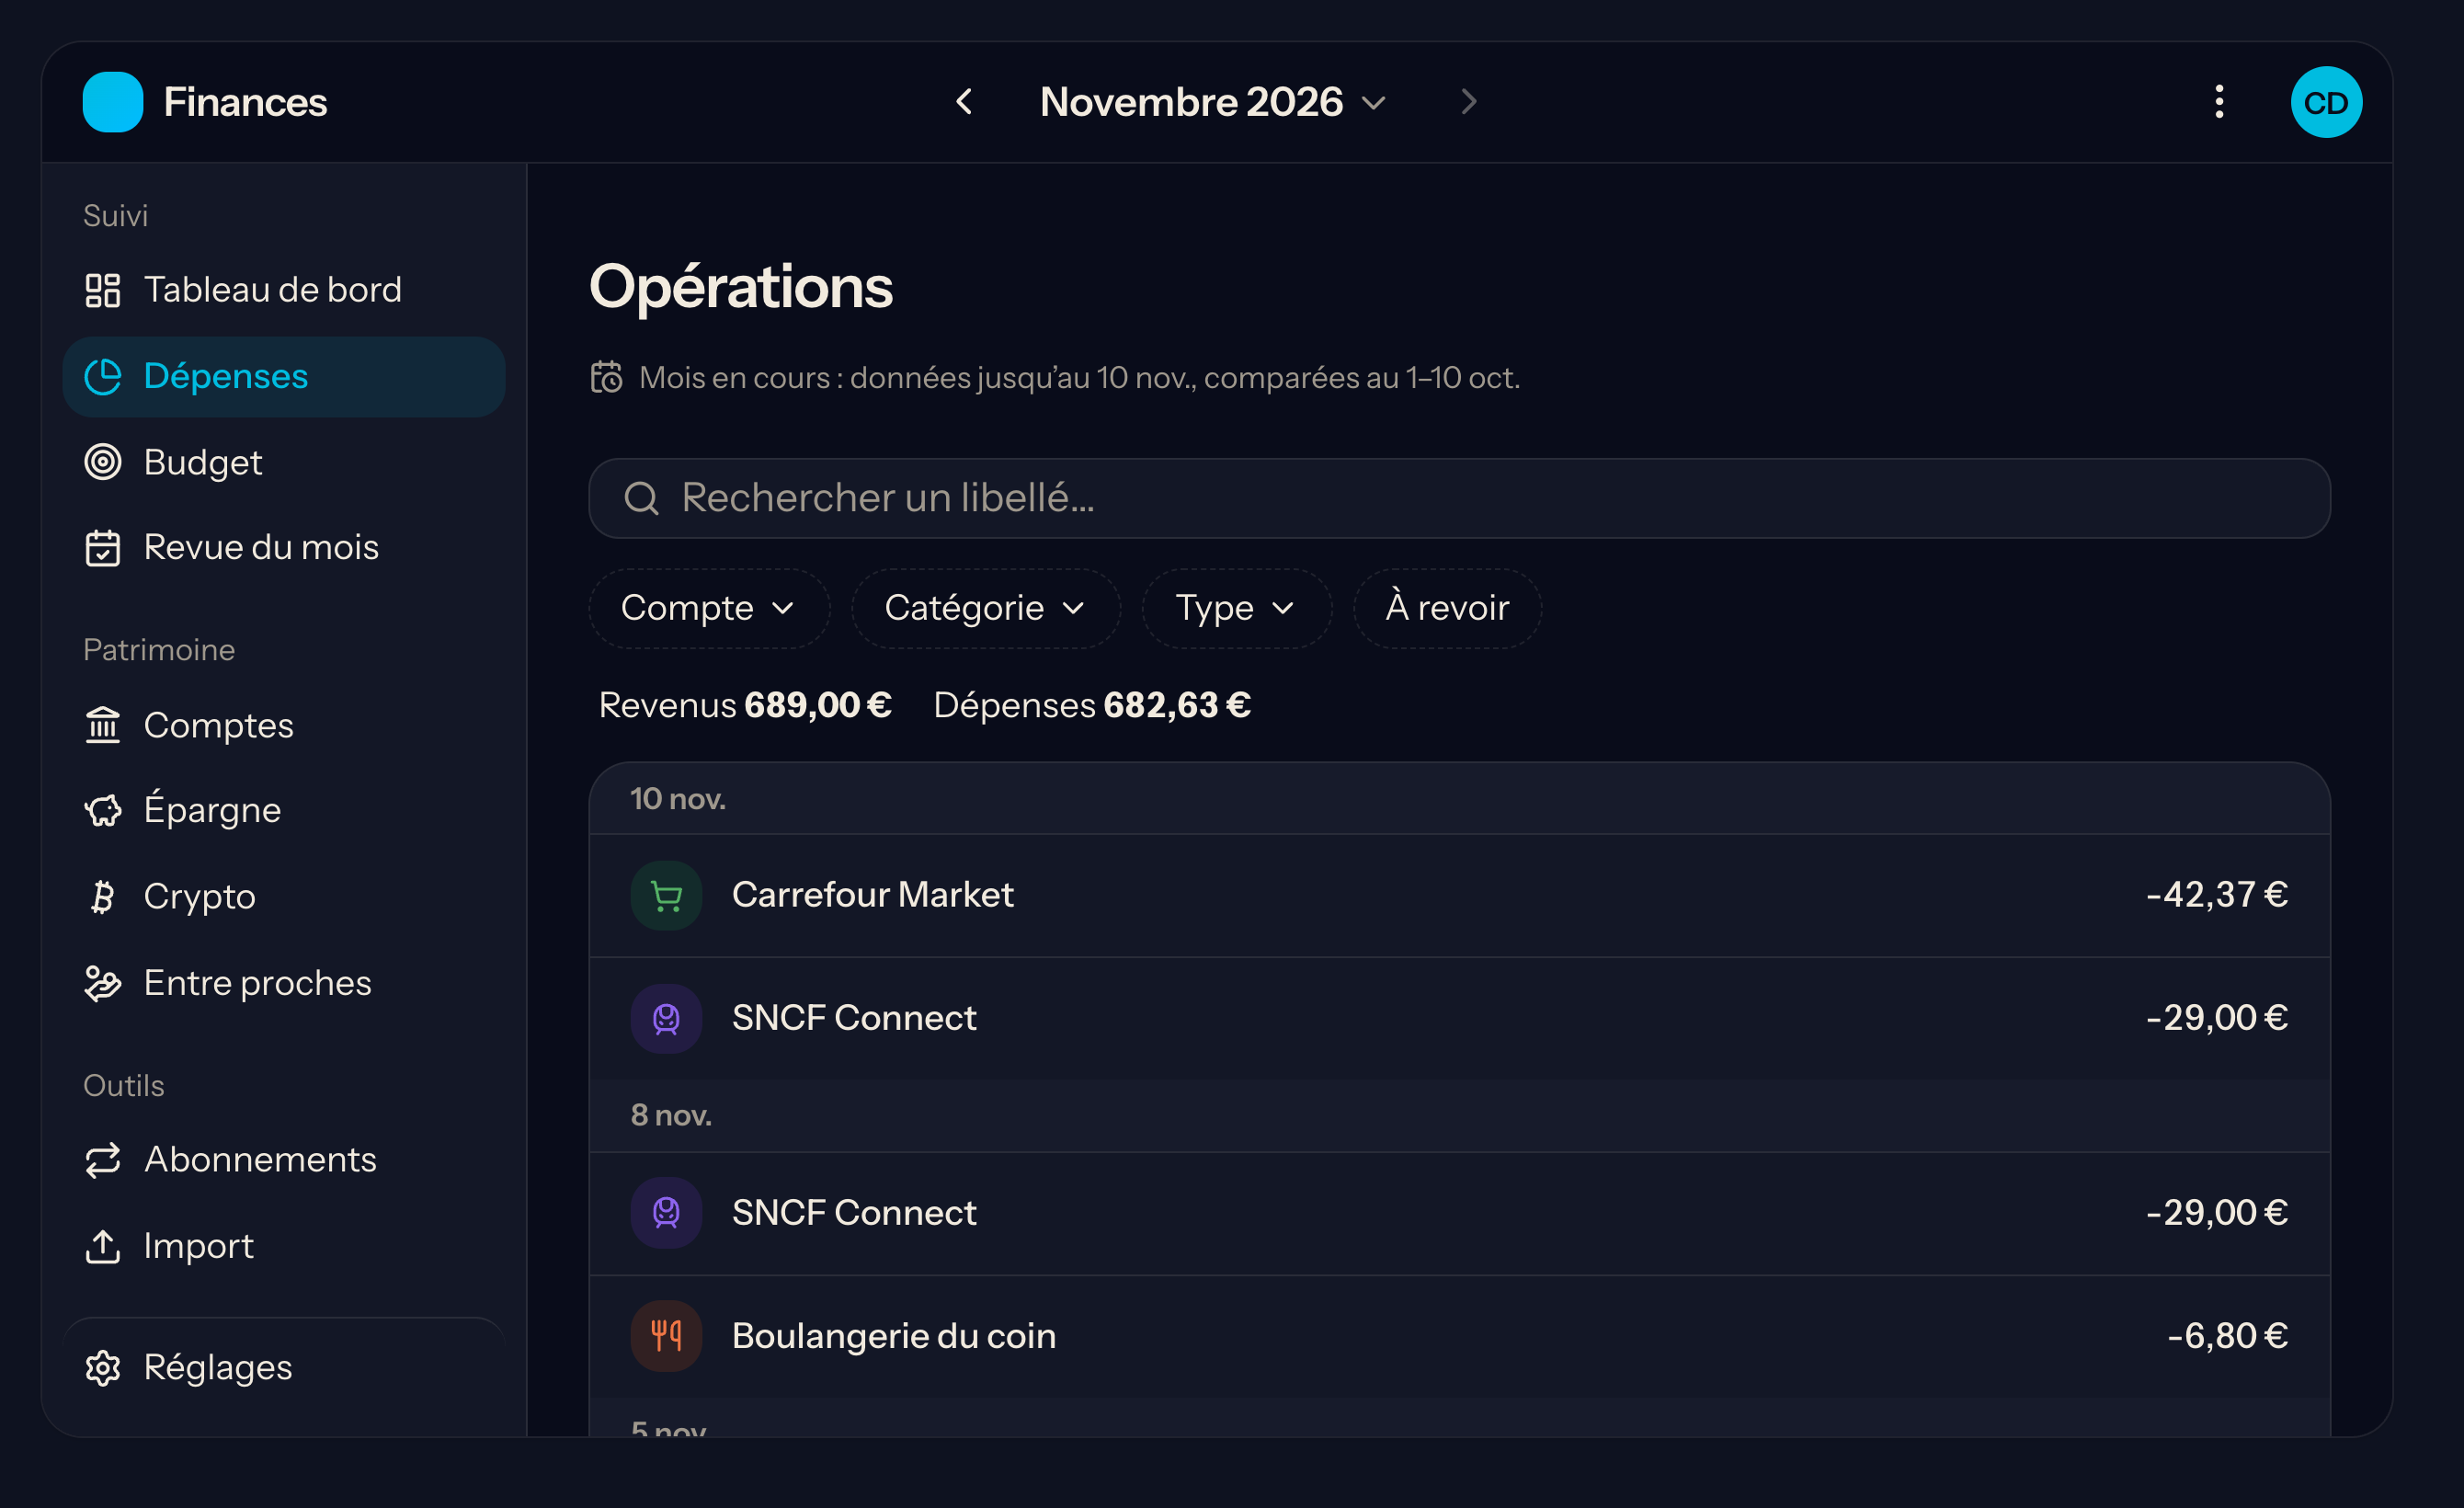 Finances
Novembre 2026
CD
Suivi
Tableau de bord
Dépenses
Budget
Revue du mois
Patrimoine
Comptes
Épargne
Crypto
Entre proches
Outils
Abonnements
Import
Réglages
Opérations
Mois en cours : données jusqu’au 10 nov., comparées au 1–10 oct.
Rechercher un libellé…
Compte
Catégorie
Type
À revoir
Revenus 689,00 € Dépenses 682,63 €
10 nov.
Carrefour Market -42,37 €
SNCF Connect -29,00 €
8 nov.
SNCF Connect -29,00 €
Boulangerie du coin -6,80 €
5 nov.